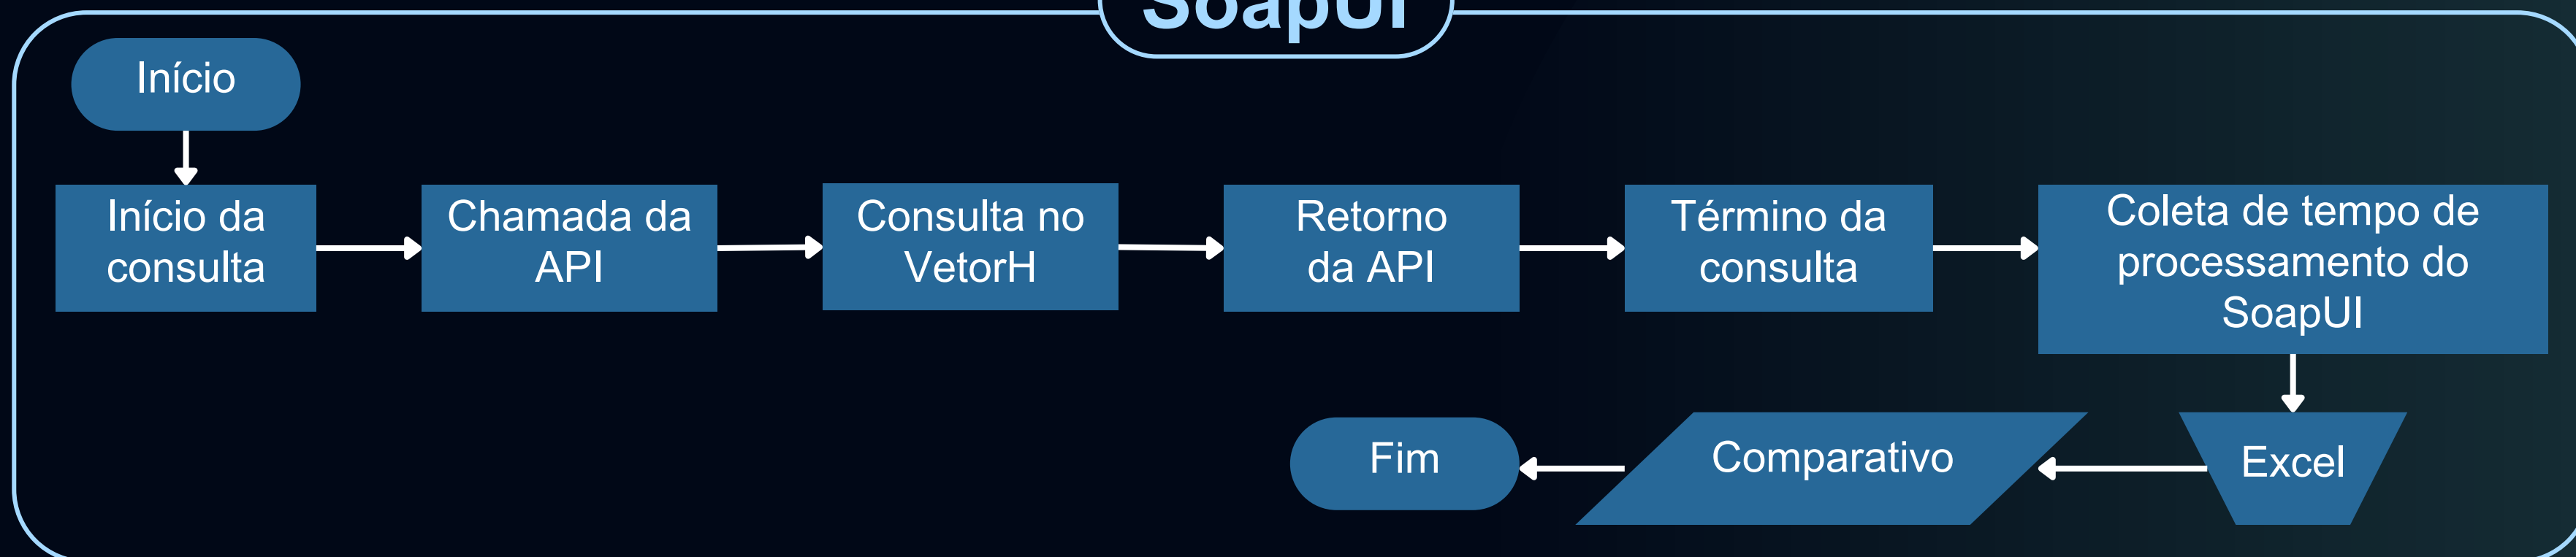 SoapUI
Início
Início da
consulta
Chamada da
API
Consulta no
VetorH
Retorno
da API
Término da
consulta
Coleta de tempo de
processamento do
SoapUI
Excel
Comparativo
Fim